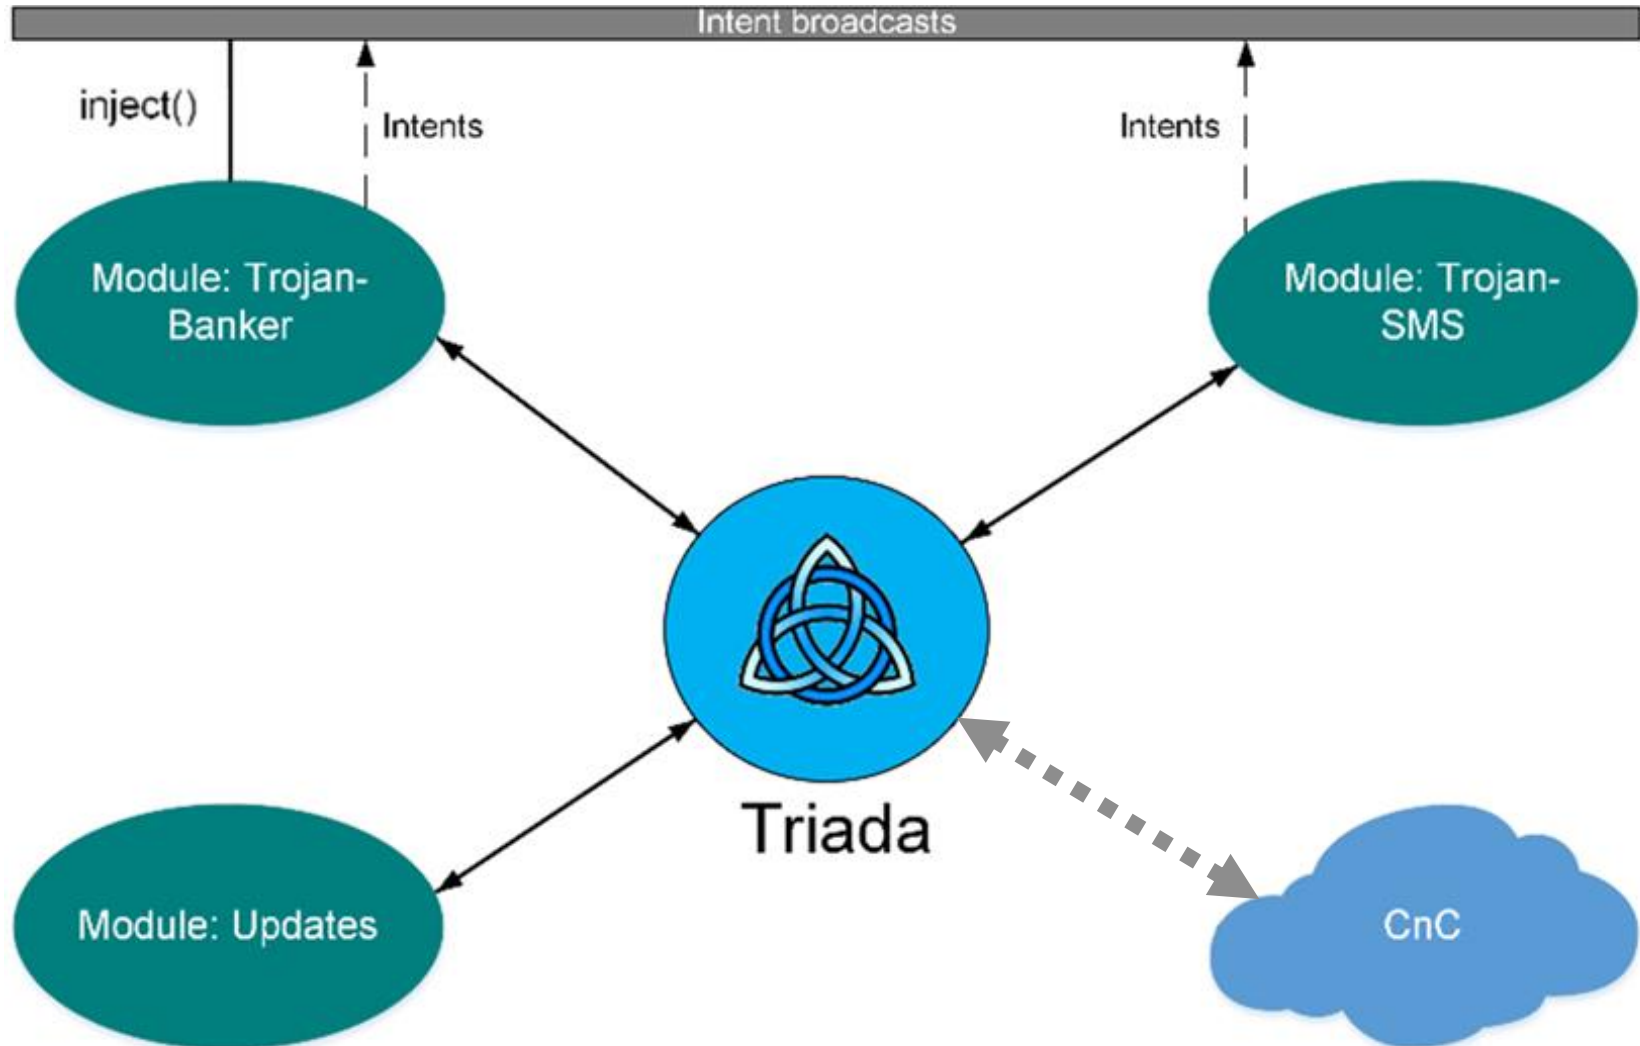 Intent broadcasts
inject()
Intents
Intents
Module: Trojan-
Banker
Module: Trojan-
SMS
Triada
Module: Updates
CnC